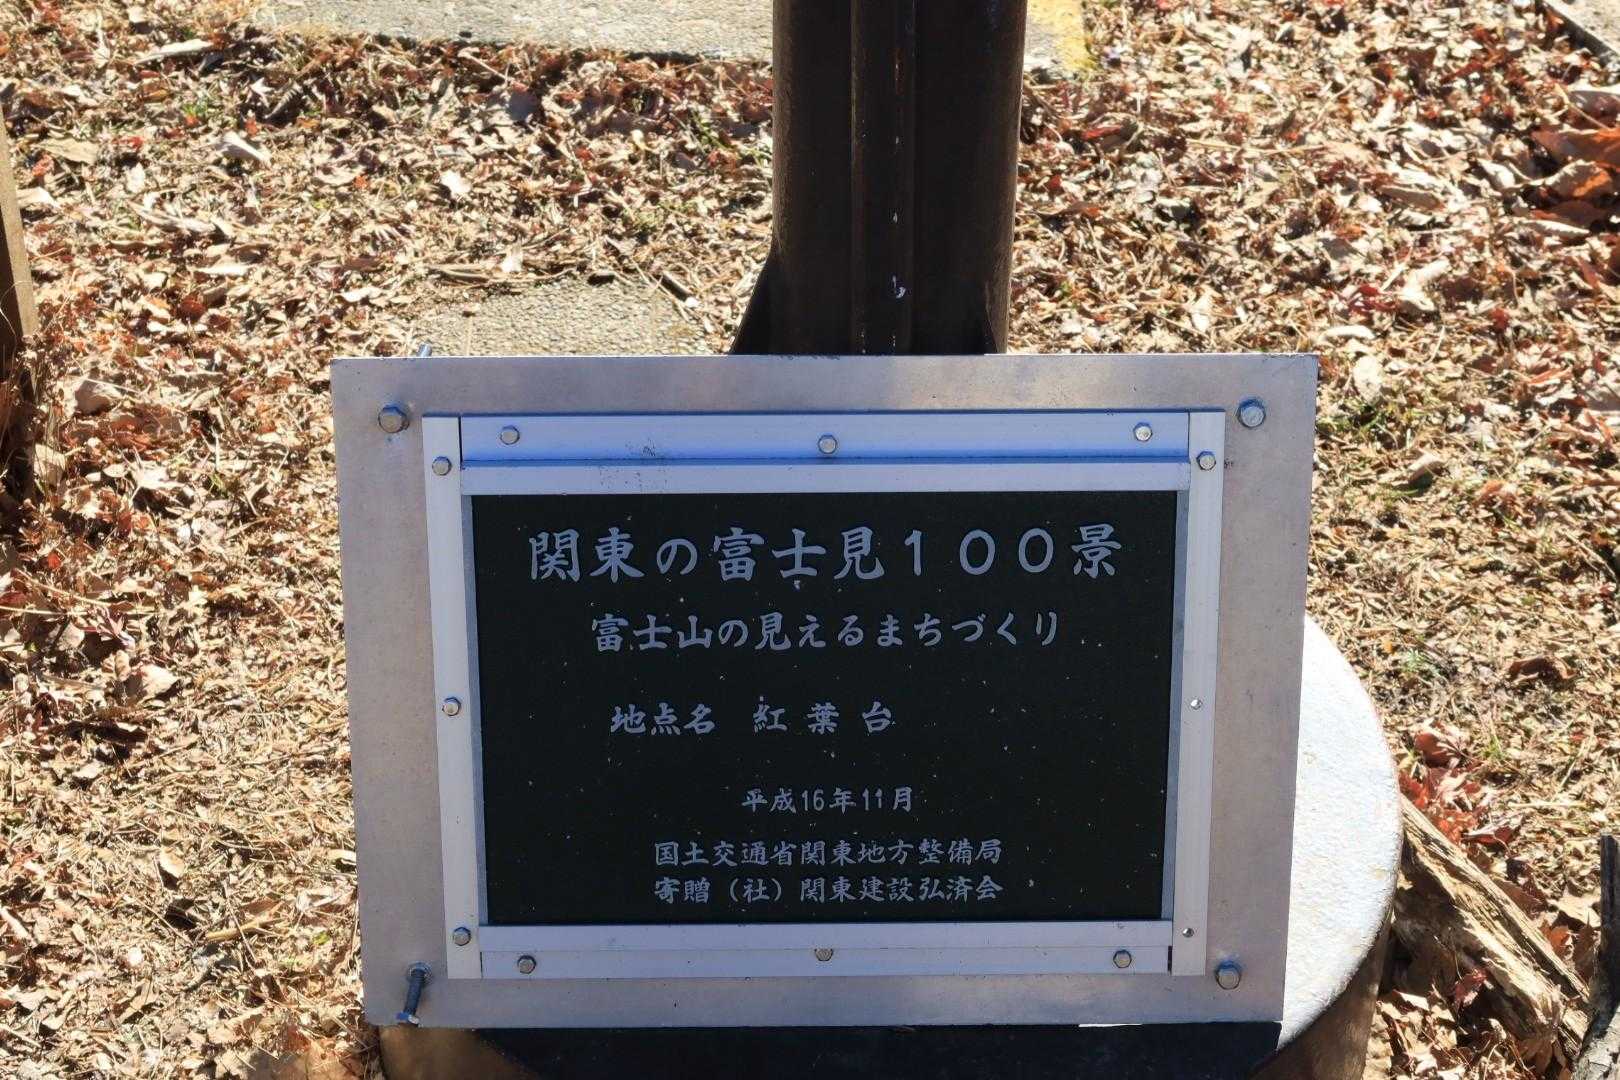 関東の富士見１００景
富士山の見えるまちづくり
地点名　紅葉台
平成16年11月
国土交通省関東地方整備局
寄贈（社）関東建設弘済会